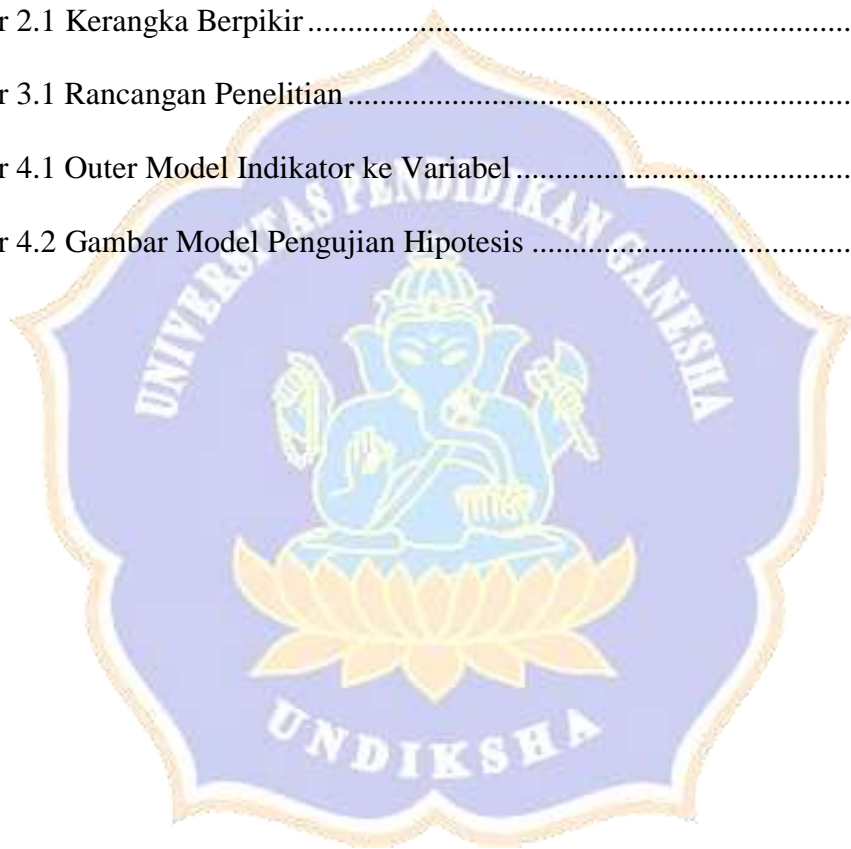 r 2.1 Kerangka Berpikir....................................................................
r 3.1 Rancangan Penelitian...............................................................
r 4.1 Outer Model Indikator ke Variabel..........................................
r 4.2 Gambar Model Pengujian Hipotesis ........................................
UNIVERSITAS PENDIDIKAN GANESHA
UNDIKSHA